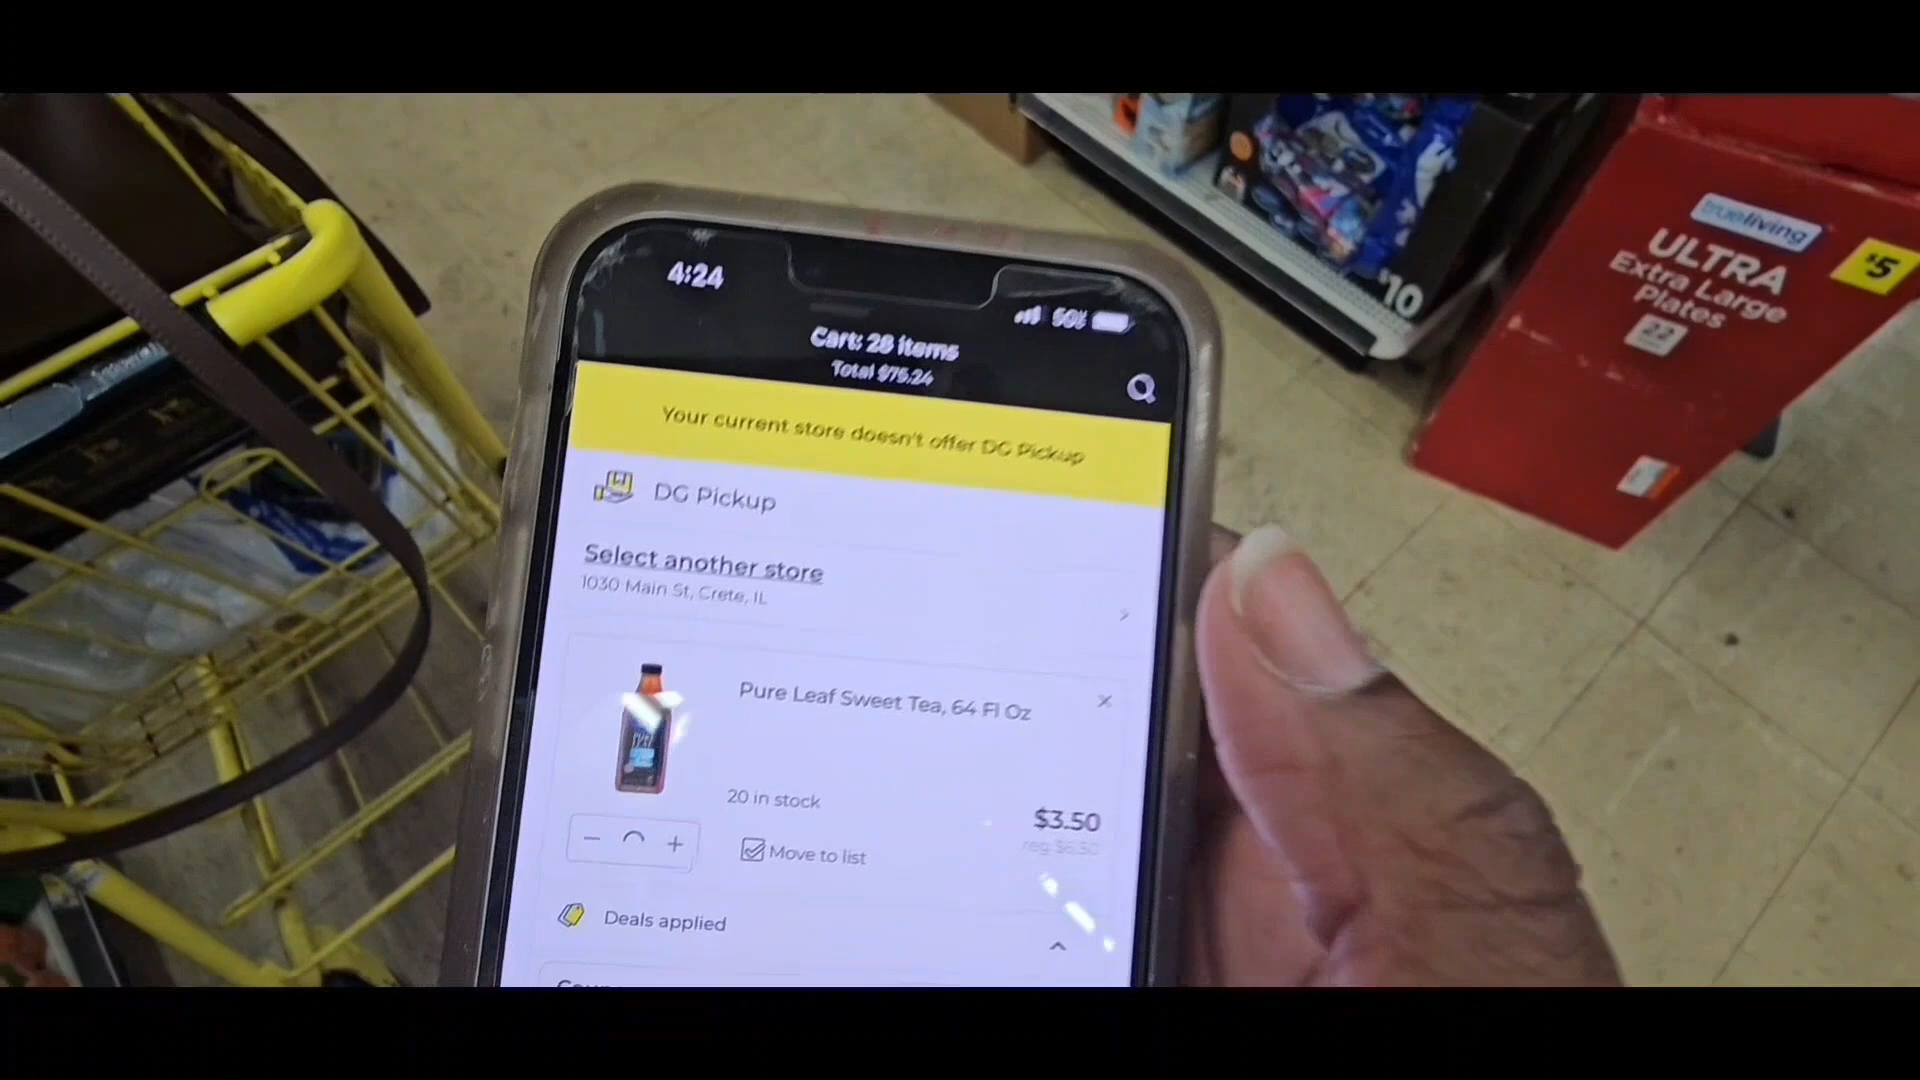 4:24
50%
Cart: 28 items
Total $75.24
Your current store doesn't offer DG Pickup
DG Pickup
Select another store
1030 Main St, Crete, IL
Pure Leaf Sweet Tea, 64 Fl Oz
20 in stock
$3.50
reg $6.50
Move to list
Deals applied
$10
trueliving
ULTRA
Extra Large
Plates
22
$5